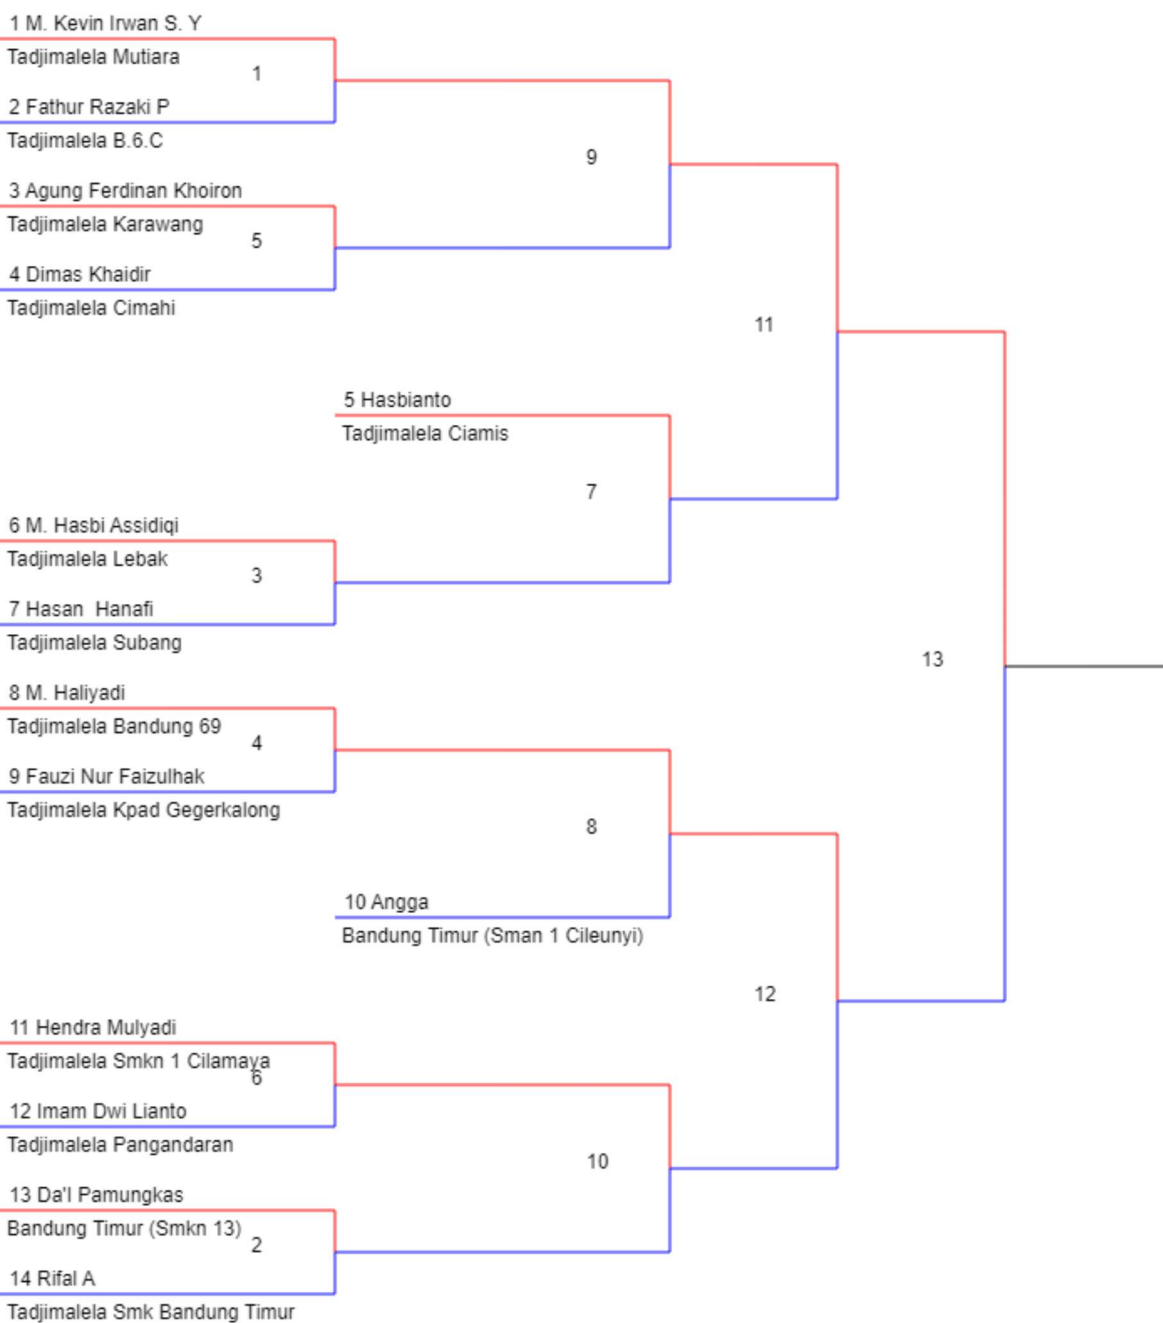 1 M. Kevin Irwan S. Y
Tadjimalela Mutiara
1
2 Fathur Razaki P
Tadjimalela B.6.C
9
3 Agung Ferdinan Khoiron
Tadjimalela Karawang
5
4 Dimas Khaidir
Tadjimalela Cimahi
11
5 Hasbianto
Tadjimalela Ciamis
7
6 M. Hasbi Assidiqi
Tadjimalela Lebak
3
7 Hasan  Hanafi
Tadjimalela Subang
13
8 M. Haliyadi
Tadjimalela Bandung 69
4
9 Fauzi Nur Faizulhak
Tadjimalela Kpad Gegerkalong
8
10 Angga
Bandung Timur (Sman 1 Cileunyi)
12
11 Hendra Mulyadi
Tadjimalela Smkn 1 Cilamaya
6
12 Imam Dwi Lianto
Tadjimalela Pangandaran
10
13 Da'I Pamungkas
Bandung Timur (Smkn 13)
2
14 Rifal A
Tadjimalela Smk Bandung Timur